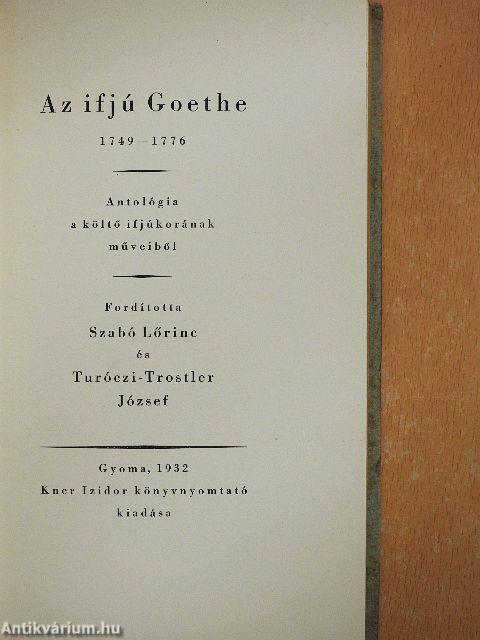 Az ifjú Goethe
1749—1776
Antológia
a költő ifjúkorának
műveiből
Fordította
Szabó Lőrinc
és
Turóczi-Trostler
József
Gyoma, 1932
Kner Izidor könyvnyomtató
kiadása
Antikvárium.hu